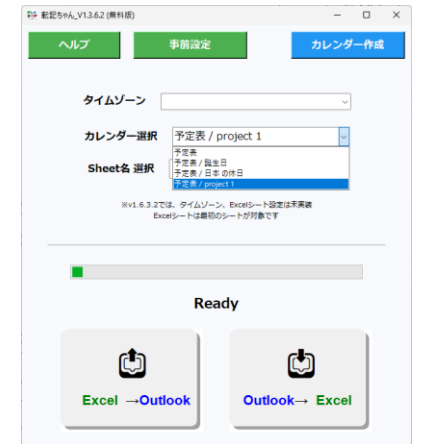 転記ちゃん_V1.3.6.2 (無料版)
ヘルプ
事前設定
カレンダー作成
タイムゾーン
カレンダー選択
予定表 / project 1
予定表
予定表 / 誕生日
予定表 / 日本 の休日
予定表 / project 1
Sheet名 選択
※v1.6.3.2では、タイムゾーン、Excelシート設定は未実装
Excelシートは最初のシートが対象です
Ready
Excel →Outlook
Outlook→ Excel